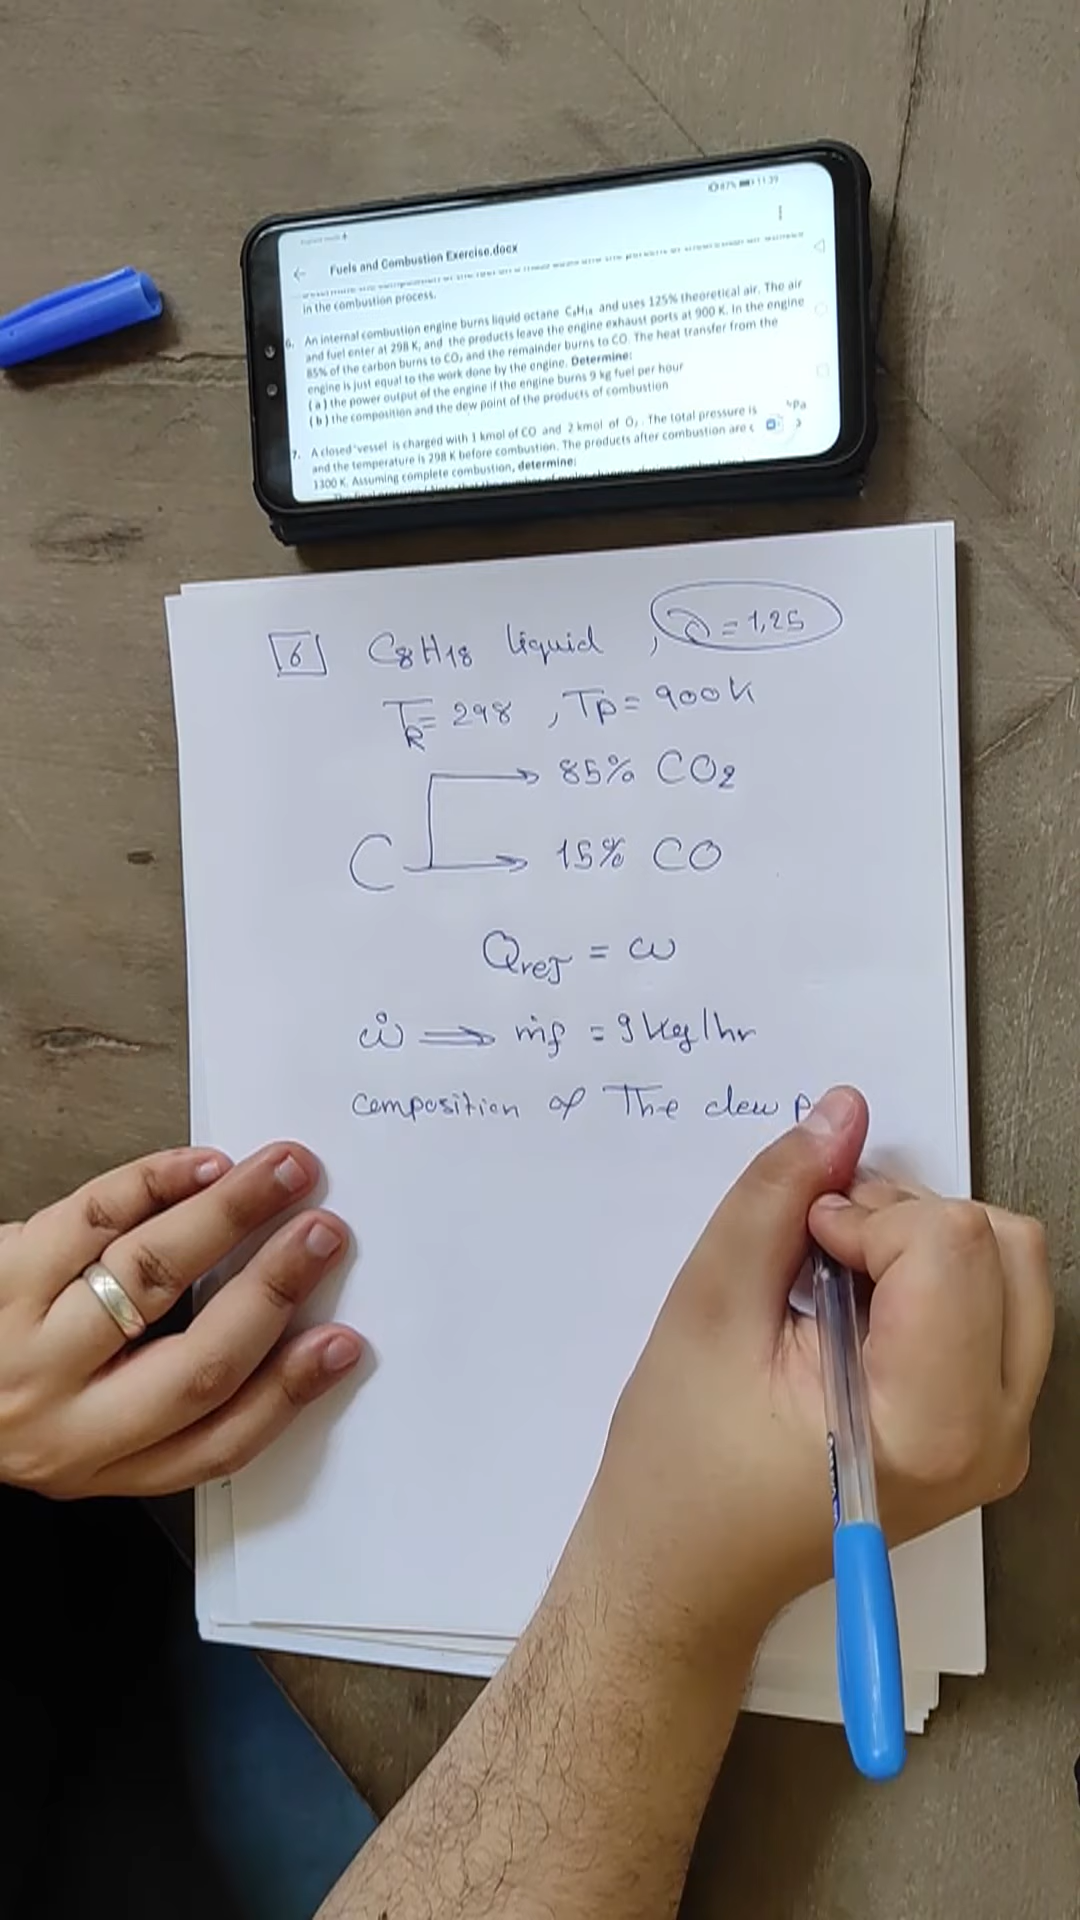 87% 11:39
Fuels and Combustion Exercise.docx
in the combustion process.
6. An internal combustion engine burns liquid octane C₈H₁₈ and uses 125% theoretical air. The air
and fuel enter at 298 K, and the products leave the engine exhaust ports at 900 K. In the engine
85% of the carbon burns to CO₂ and the remainder burns to CO. The heat transfer from the
engine is just equal to the work done by the engine. Determine:
(a) the power output of the engine if the engine burns 9 kg fuel per hour
(b) the composition and the dew point of the products of combustion
7. A closed vessel is charged with 1 kmol of CO and 2 kmol of O₂. The total pressure is
and the temperature is 298 K before combustion. The products after combustion are
1300 K. Assuming complete combustion, determine:
6 C8H18 liquid , λ = 1,25
TR = 298 , Tp = 900 K
85% CO2
C
15% CO
Qrej = ω
ω̇ ⟹ ṁf = 9 kg/hr
composition of The dew p